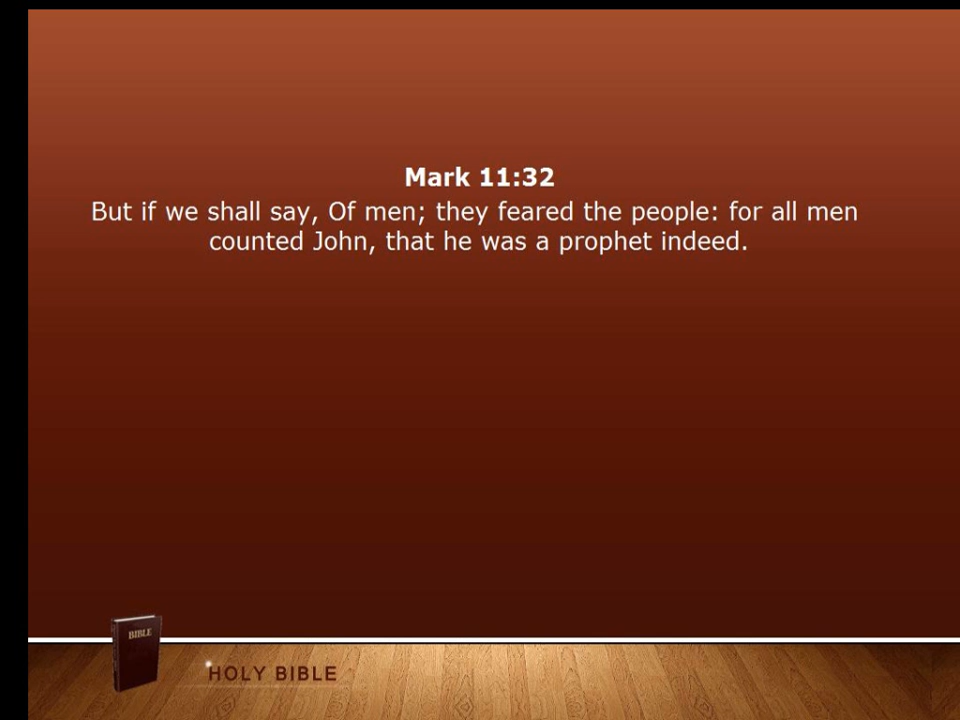 Mark 11:32
But if we shall say, Of men; they feared the people: for all men
counted John, that he was a prophet indeed.
BIBLE
HOLY BIBLE